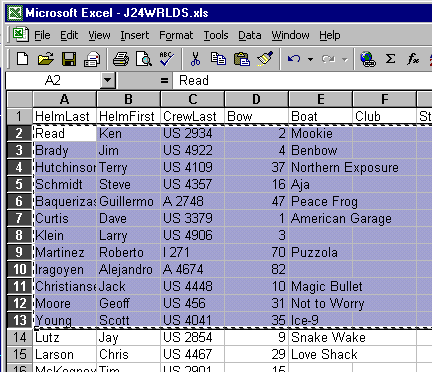 Microsoft Excel - J24WRLDS.xls
File Edit View Insert Format Tools Data Window Help
ABC Σ f
A2 = Read
A B C D E F
1 HelmLast HelmFirst CrewLast Bow Boat Club St
2 Read Ken US 2934 2 Mookie
3 Brady Jim US 4922 4 Benbow
4 Hutchinson Terry US 4109 37 Northern Exposure
5 Schmidt Steve US 4357 16 Aja
6 Baquerizas Guillermo A 2748 47 Peace Frog
7 Curtis Dave US 3379 1 American Garage
8 Klein Larry US 4906 3
9 Martinez Roberto I 271 70 Puzzola
10 Iragoyen Alejandro A 4674 82
11 Christianse Jack US 4448 10 Magic Bullet
12 Moore Geoff US 456 31 Not to Worry
13 Young Scott US 4041 35 Ice-9
14 Lutz Jay US 2854 9 Snake Wake
15 Larson Chris US 4467 29 Love Shack
16 Tim US 2901 15